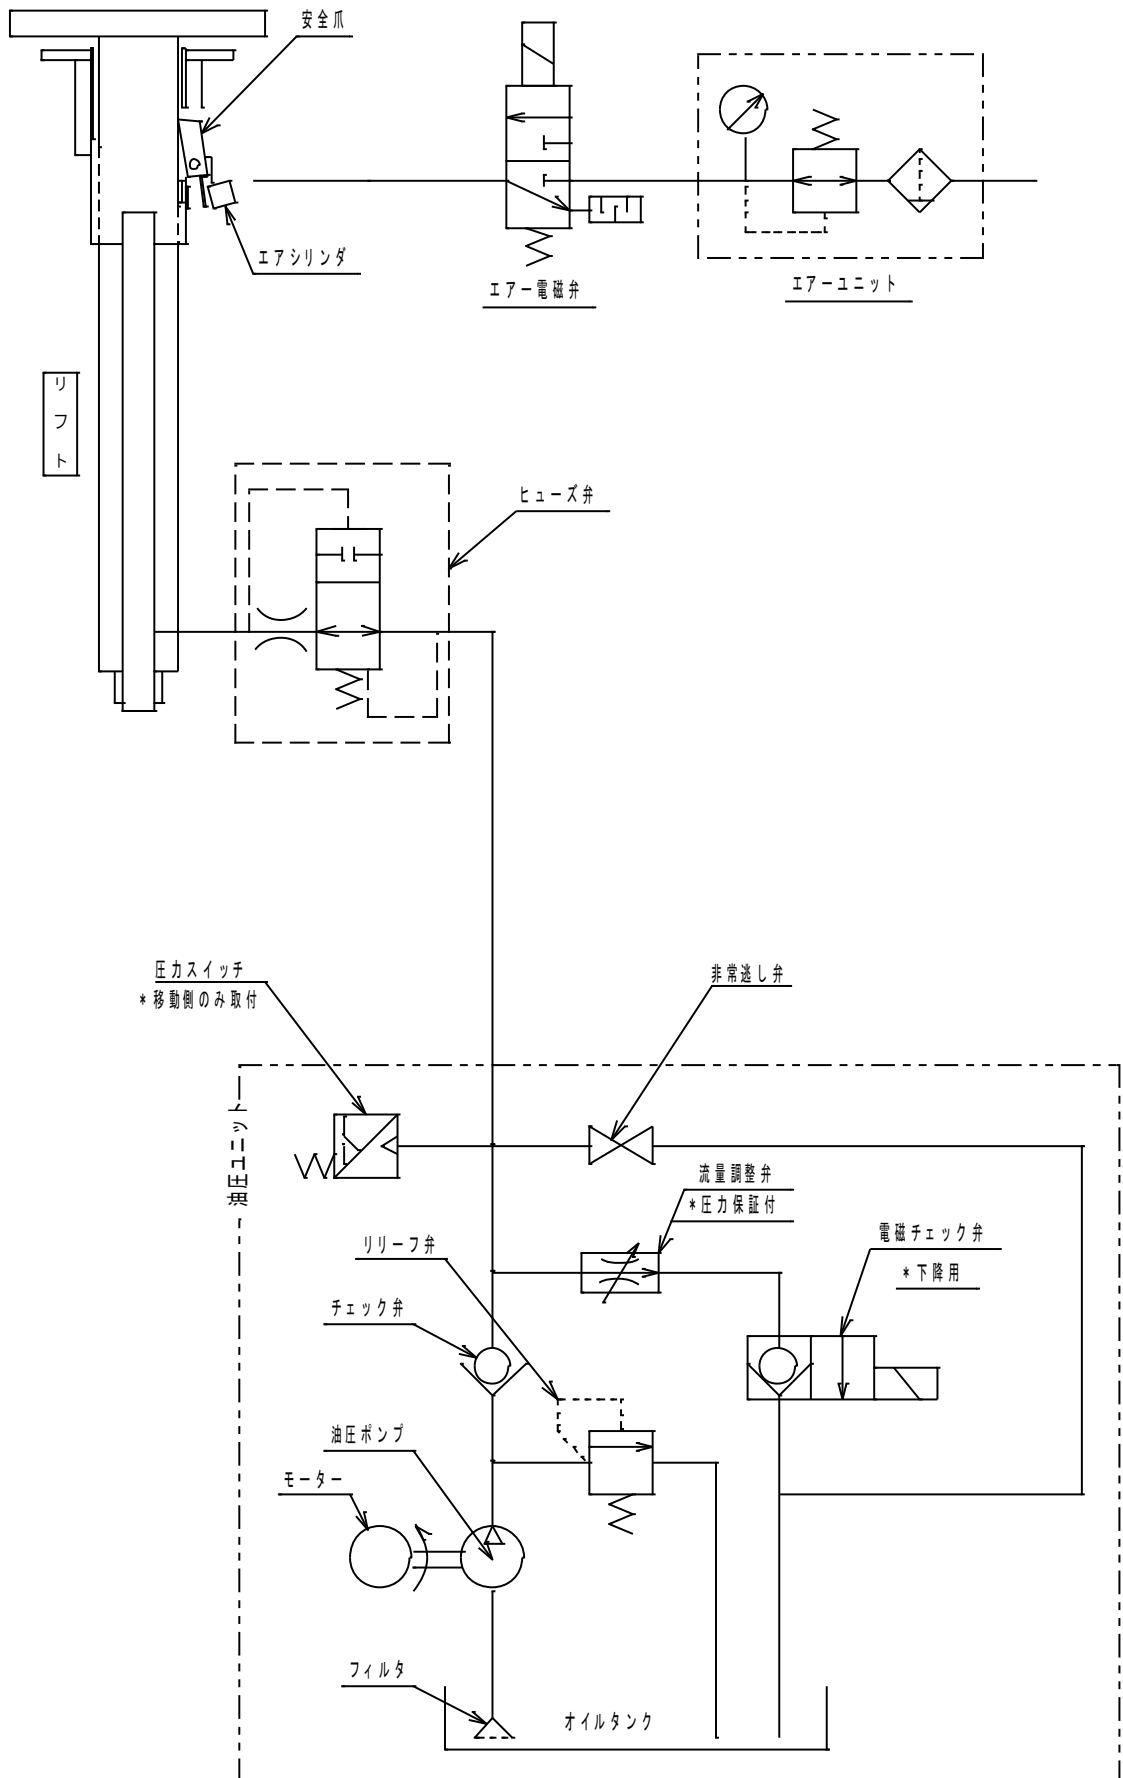 安全爪
エアシリンダ
エアー電磁弁
エアーユニット
リフト
ヒューズ弁
圧力スイッチ
*移動側のみ取付
非常逃し弁
油圧ユニット
流量調整弁
*圧力保証付
電磁チェック弁
*下降用
リリーフ弁
チェック弁
油圧ポンプ
モーター
フィルタ
オイルタンク